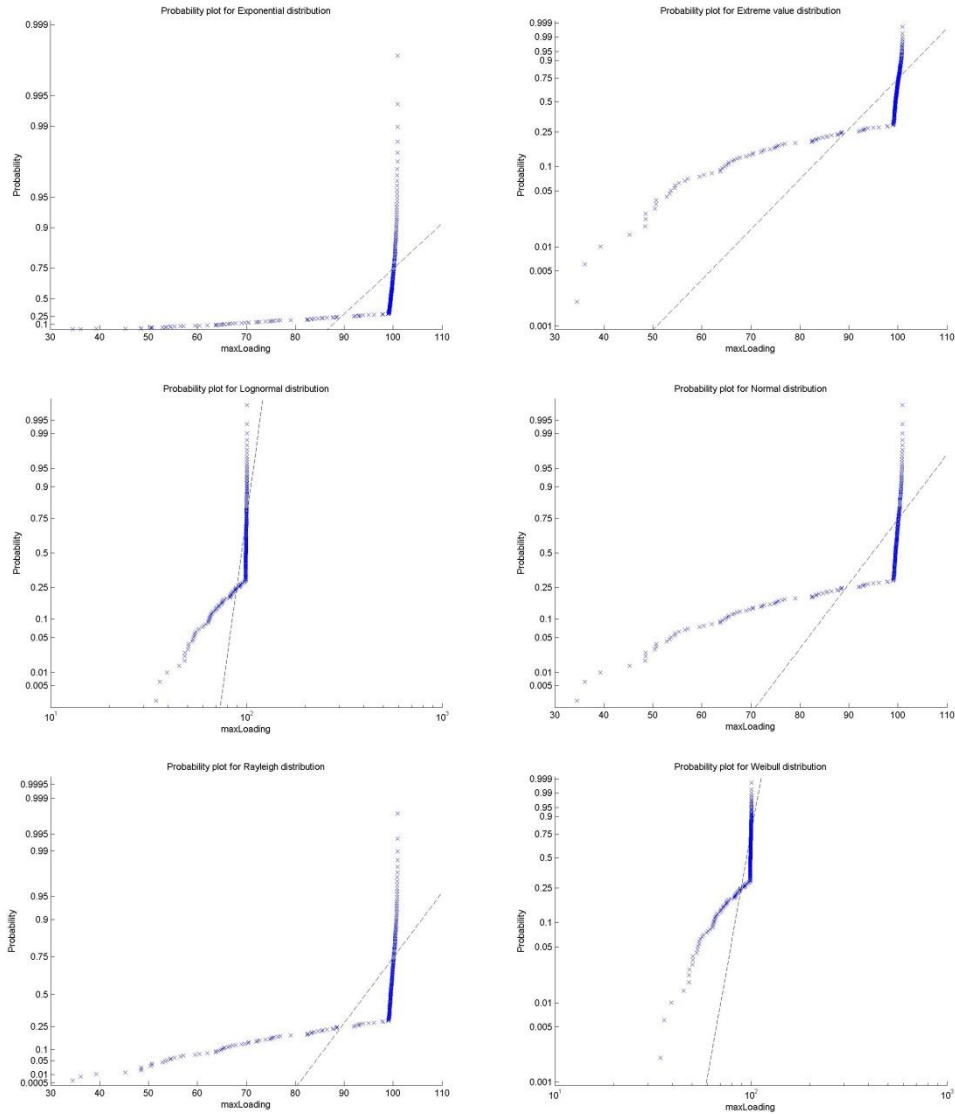 Probability plot for Exponential distribution
0.999
0.995
0.99
0.95
0.9
0.75
0.5
0.25
0.1
Probability
30 40 50 60 70 80 90 100 110
maxLoading
Probability plot for Extreme value distribution
0.999
0.99
0.95
0.9
0.75
0.5
0.25
0.1
0.05
0.01
0.005
0.001
Probability
30 40 50 60 70 80 90 100 110
maxLoading
Probability plot for Lognormal distribution
0.995
0.99
0.95
0.9
0.75
0.5
0.25
0.1
0.05
0.01
0.005
Probability
10¹ 10² 10³
maxLoading
Probability plot for Normal distribution
0.995
0.99
0.95
0.9
0.75
0.5
0.25
0.1
0.05
0.01
0.005
Probability
30 40 50 60 70 80 90 100 110
maxLoading
Probability plot for Rayleigh distribution
0.9995
0.999
0.995
0.99
0.95
0.9
0.75
0.5
0.25
0.1
0.05
0.01
0.0005
Probability
30 40 50 60 70 80 90 100 110
maxLoading
Probability plot for Weibull distribution
0.999
0.99
0.95
0.9
0.75
0.5
0.25
0.1
0.05
0.01
0.005
0.001
Probability
10¹ 10² 10³
maxLoading